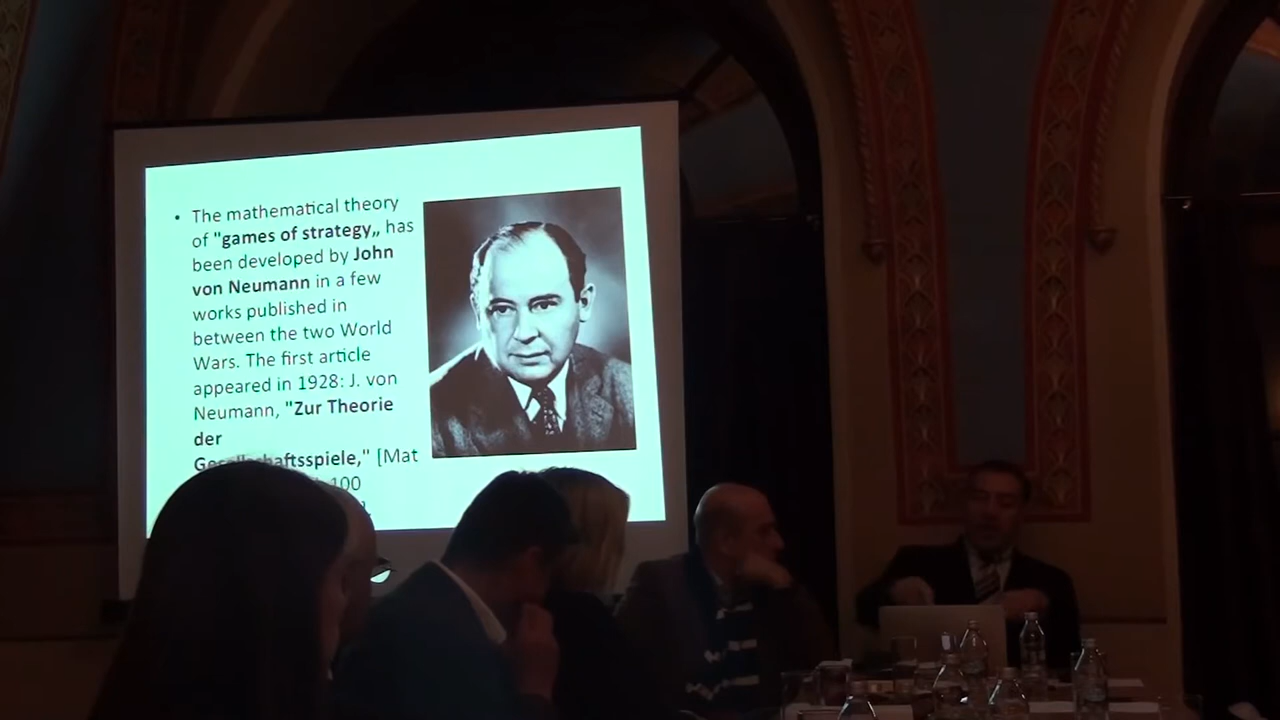 • The mathematical theory
of "games of strategy„ has
been developed by John
von Neumann in a few
works published in
between the two World
Wars. The first article
appeared in 1928: J. von
Neumann, "Zur Theorie
der
Gesellschaftsspiele," [Mat
100